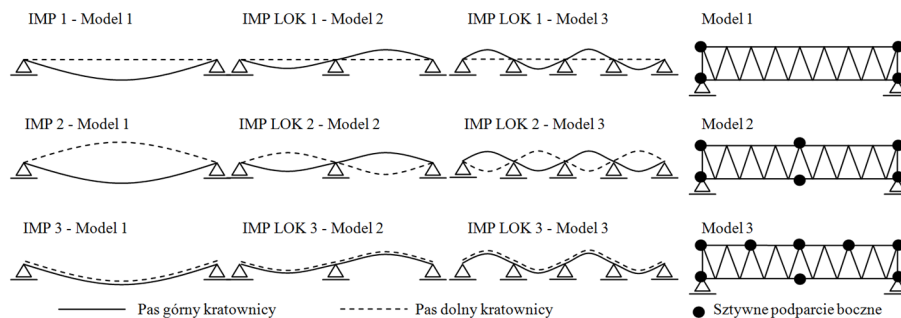 IMP 1 - Model 1
IMP LOK 1 - Model 2
IMP LOK 1 - Model 3
Model 1
IMP 2 - Model 1
IMP LOK 2 - Model 2
IMP LOK 2 - Model 3
Model 2
IMP 3 - Model 1
IMP LOK 3 - Model 2
IMP LOK 3 - Model 3
Model 3
Pas górny kratownicy
Pas dolny kratownicy
Sztywne podparcie boczne